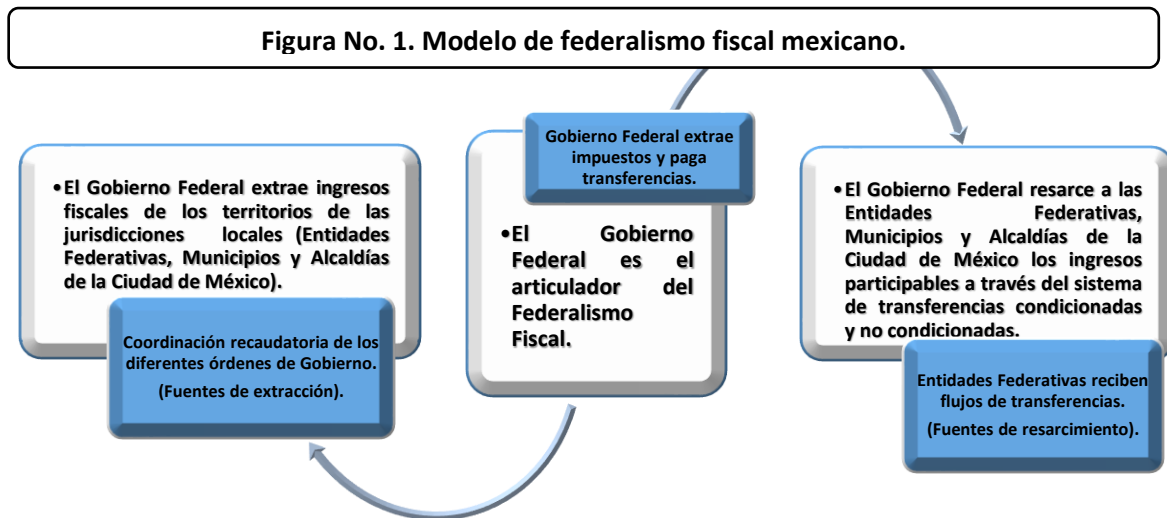 Figura No. 1. Modelo de federalismo fiscal mexicano.
•El Gobierno Federal extrae ingresos
fiscales de los territorios de las
jurisdicciones locales (Entidades
Federativas, Municipios y Alcaldías
de la Ciudad de México).
Coordinación recaudatoria de los
diferentes órdenes de Gobierno.
(Fuentes de extracción).
Gobierno Federal extrae
impuestos y paga
transferencias.
•El Gobierno
Federal es el
articulador del
Federalismo
Fiscal.
•El Gobierno Federal resarce a las
Entidades Federativas,
Municipios y Alcaldías de la
Ciudad de México los ingresos
participables a través del sistema
de transferencias condicionadas
y no condicionadas.
Entidades Federativas reciben
flujos de transferencias.
(Fuentes de resarcimiento).